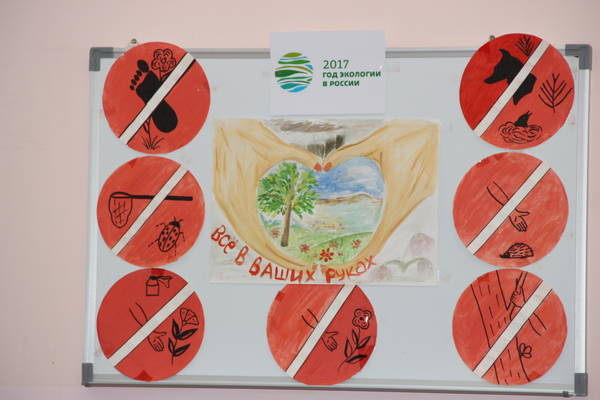 2017
ГОД ЭКОЛОГИИ
В РОССИИ
Всё в ВАШИХ РУКАХ